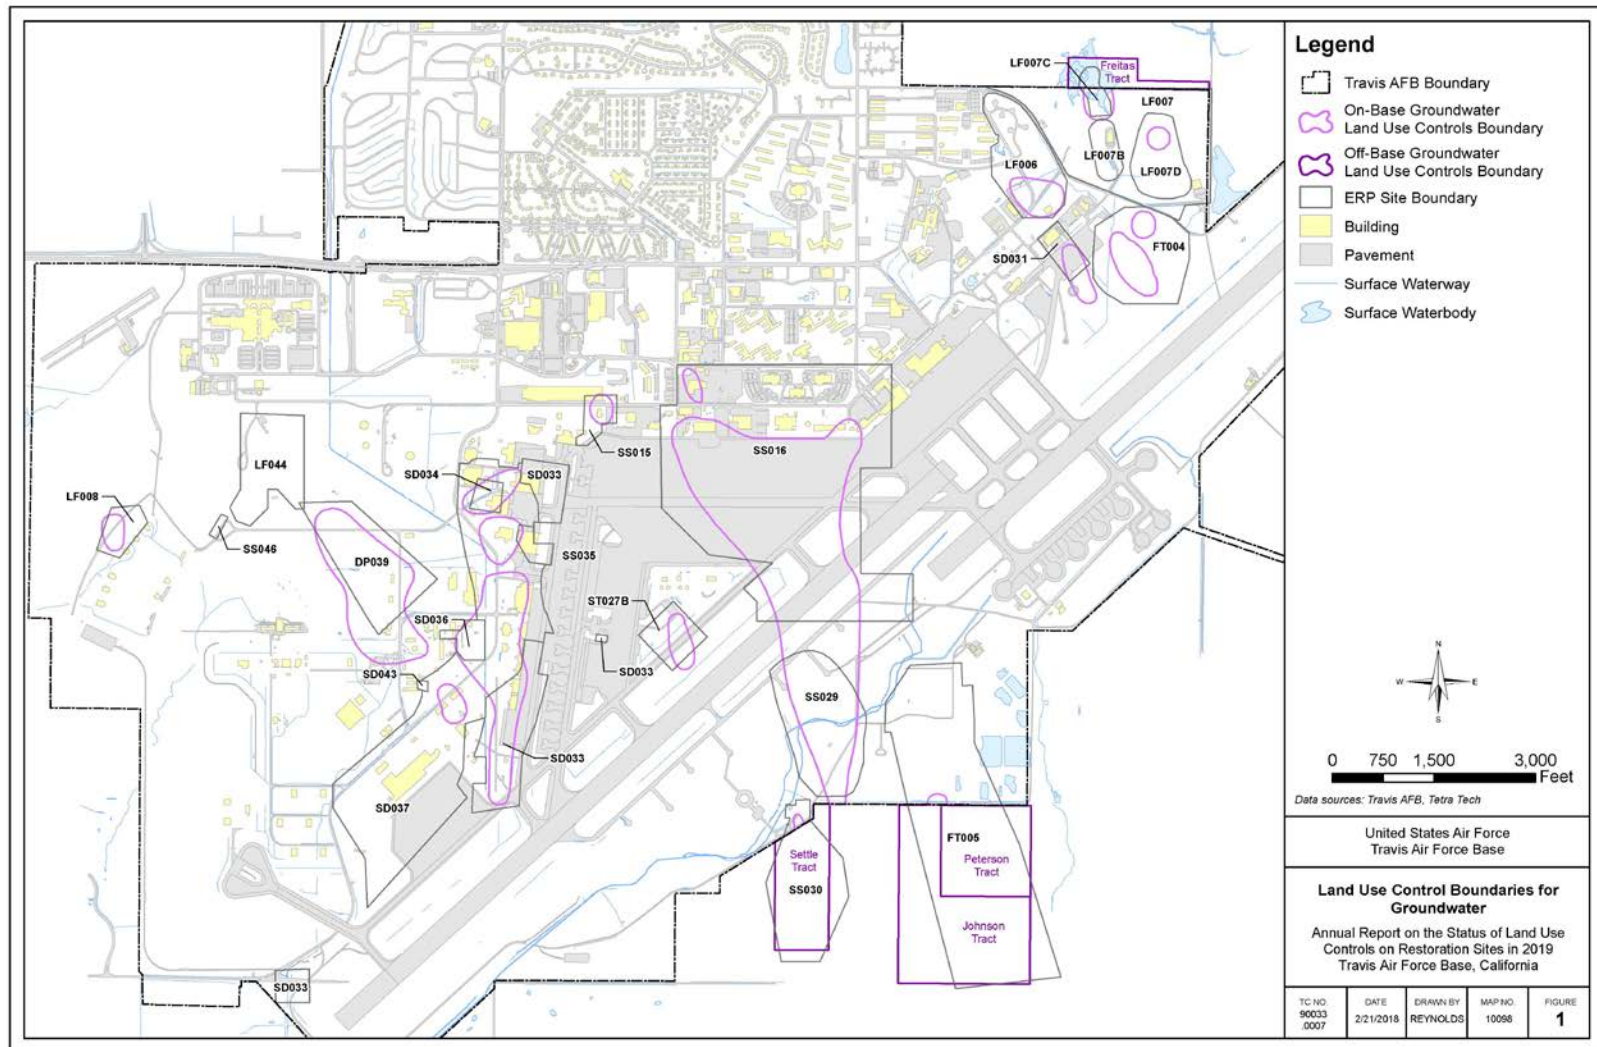 LF007C
Freitas
Tract
LF007
LF007B
LF006
LF007D
FT004
SD031
SS015
SS016
LF044
SD034
SD033
LF008
SS046
SS035
DP039
ST027B
SD036
SD033
SD043
SS029
SD033
SD037
FT005
Settle
Tract
Peterson
Tract
SS030
Johnson
Tract
SD033
Legend
Travis AFB Boundary
On-Base Groundwater
Land Use Controls Boundary
Off-Base Groundwater
Land Use Controls Boundary
ERP Site Boundary
Building
Pavement
Surface Waterway
Surface Waterbody
N
W E
S
0 750 1,500 3,000
Feet
Data sources: Travis AFB, Tetra Tech
United States Air Force
Travis Air Force Base
Land Use Control Boundaries for
Groundwater
Annual Report on the Status of Land Use
Controls on Restoration Sites in 2019
Travis Air Force Base, California
TC NO. DATE DRAWN BY MAP NO. FIGURE
90033
.0007 2/21/2018 REYNOLDS 10098 1